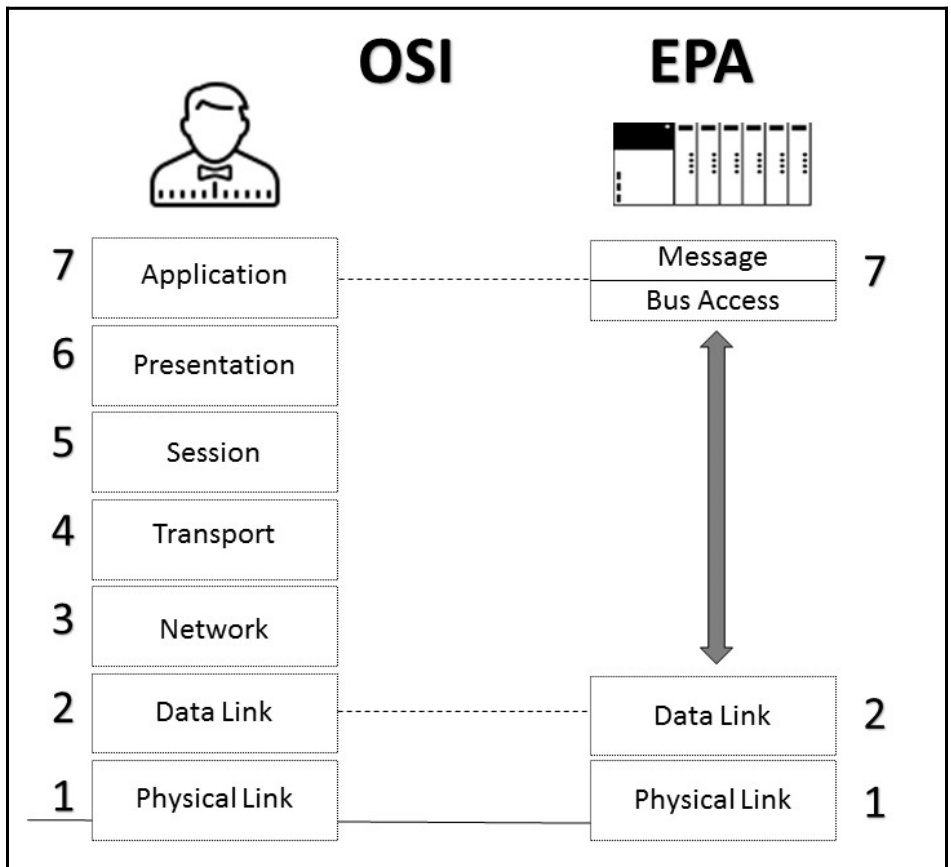 OSI EPA
7 Application Message 7
Bus Access
6 Presentation
5 Session
4 Transport
3 Network
2 Data Link Data Link 2
1 Physical Link Physical Link 1